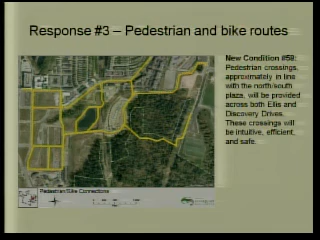 Response #3 – Pedestrian and bike routes
New Condition #59:
Pedestrian crossings,
approximately in line
with the north/south
plaza, will be provided
across both Ellis and
Discovery Drives.
These crossings will
be intuitive, efficient,
and safe.
Pedestrian/Bike Connections